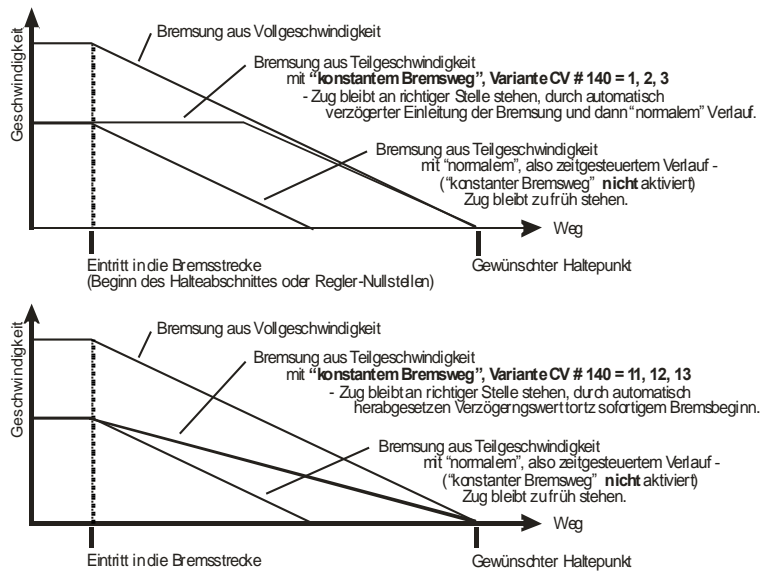 Geschwindigkeit
Bremsung aus Vollgeschwindigkeit
Bremsung aus Teilgeschwindigkeit
mit “konstantem Bremsweg”, Variante CV # 140 = 1, 2, 3
- Zug bleibt an richtiger Stelle stehen, durch automatisch
verzögerter Einleitung der Bremsung und dann “normalem” Verlauf.
Bremsung aus Teilgeschwindigkeit
mit “normalem”, also zeitgesteuertem Verlauf -
(“konstanter Bremsweg” nicht aktiviert)
Zug bleibt zu früh stehen.
Weg
Eintritt in die Bremsstrecke
(Beginn des Halteabschnittes oder Regler-Nullstellen)
Gewünschter Haltepunkt
Geschwindigkeit
Bremsung aus Vollgeschwindigkeit
Bremsung aus Teilgeschwindigkeit
mit “konstantem Bremsweg”, Variante CV # 140 = 11, 12, 13
- Zug bleibt an richtiger Stelle stehen, durch automatisch
herabgesetzen Verzögerngswert tortz sofortigem Bremsbeginn.
Bremsung aus Teilgeschwindigkeit
mit “normalem”, also zeitgesteuertem Verlauf -
(“konstanter Bremsweg” nicht aktiviert)
Zug bleibt zu früh stehen.
Weg
Eintritt in die Bremsstrecke
Gewünschter Haltepunkt